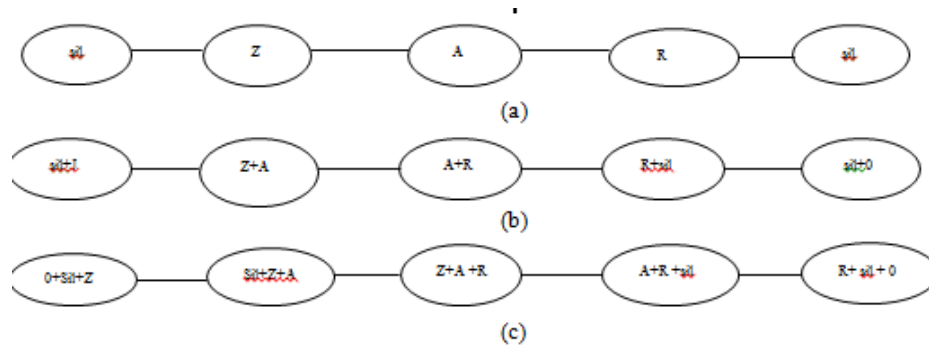 sil Z A R sil
(a)
sil+I Z+A A+R R+sil sil+0
(b)
0+Sil+Z Sil+Z+A Z+A +R A+R +sil R+ sil + 0
(c)